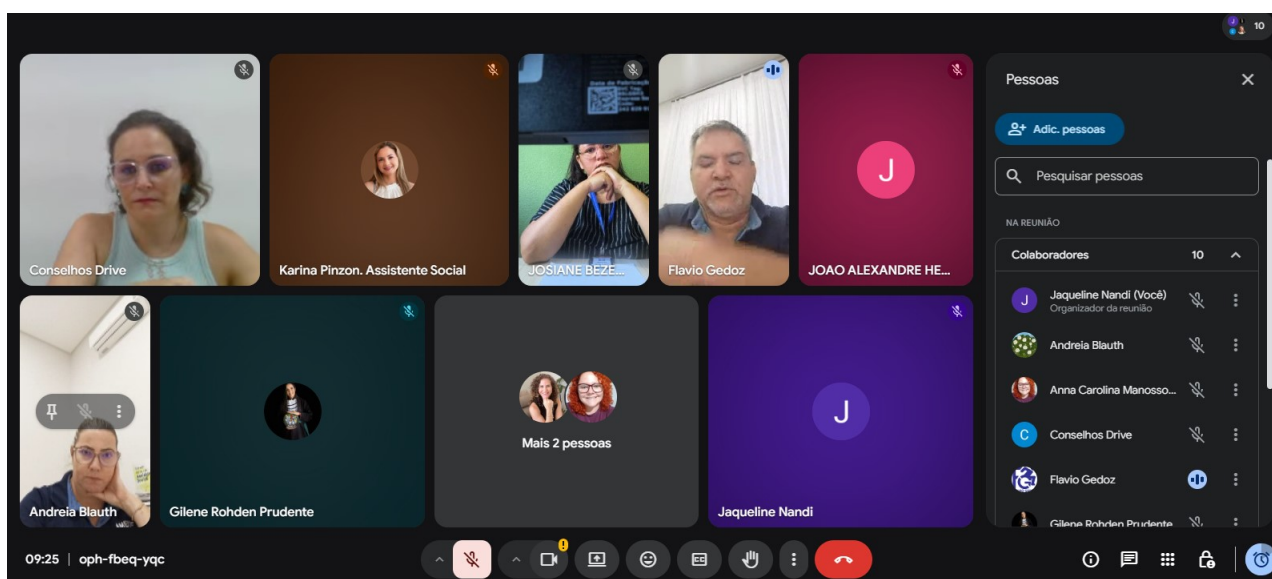 10
Conselhos Drive
Karina Pinzon. Assistente Social
JOSIANE BEZE...
Flavio Gedoz
J
JOAO ALEXANDRE HE...
Andreia Blauth
Gilene Rohden Prudente
Mais 2 pessoas
J
Jaqueline Nandi
Pessoas
Adic. pessoas
Pesquisar pessoas
NA REUNIÃO
Colaboradores 10
J Jaqueline Nandi (Você)
Organizador da reunião
Andreia Blauth
Anna Carolina Manosso...
C Conselhos Drive
Flavio Gedoz
Gilene Rohden Prudente
09:25 | oph-fbeq-yqc